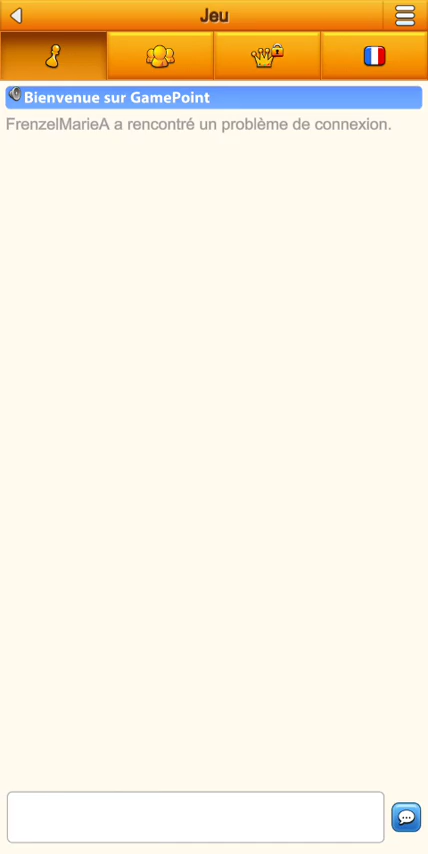 Jeu
Bienvenue sur GamePoint
FrenzelMarieA a rencontré un problème de connexion.